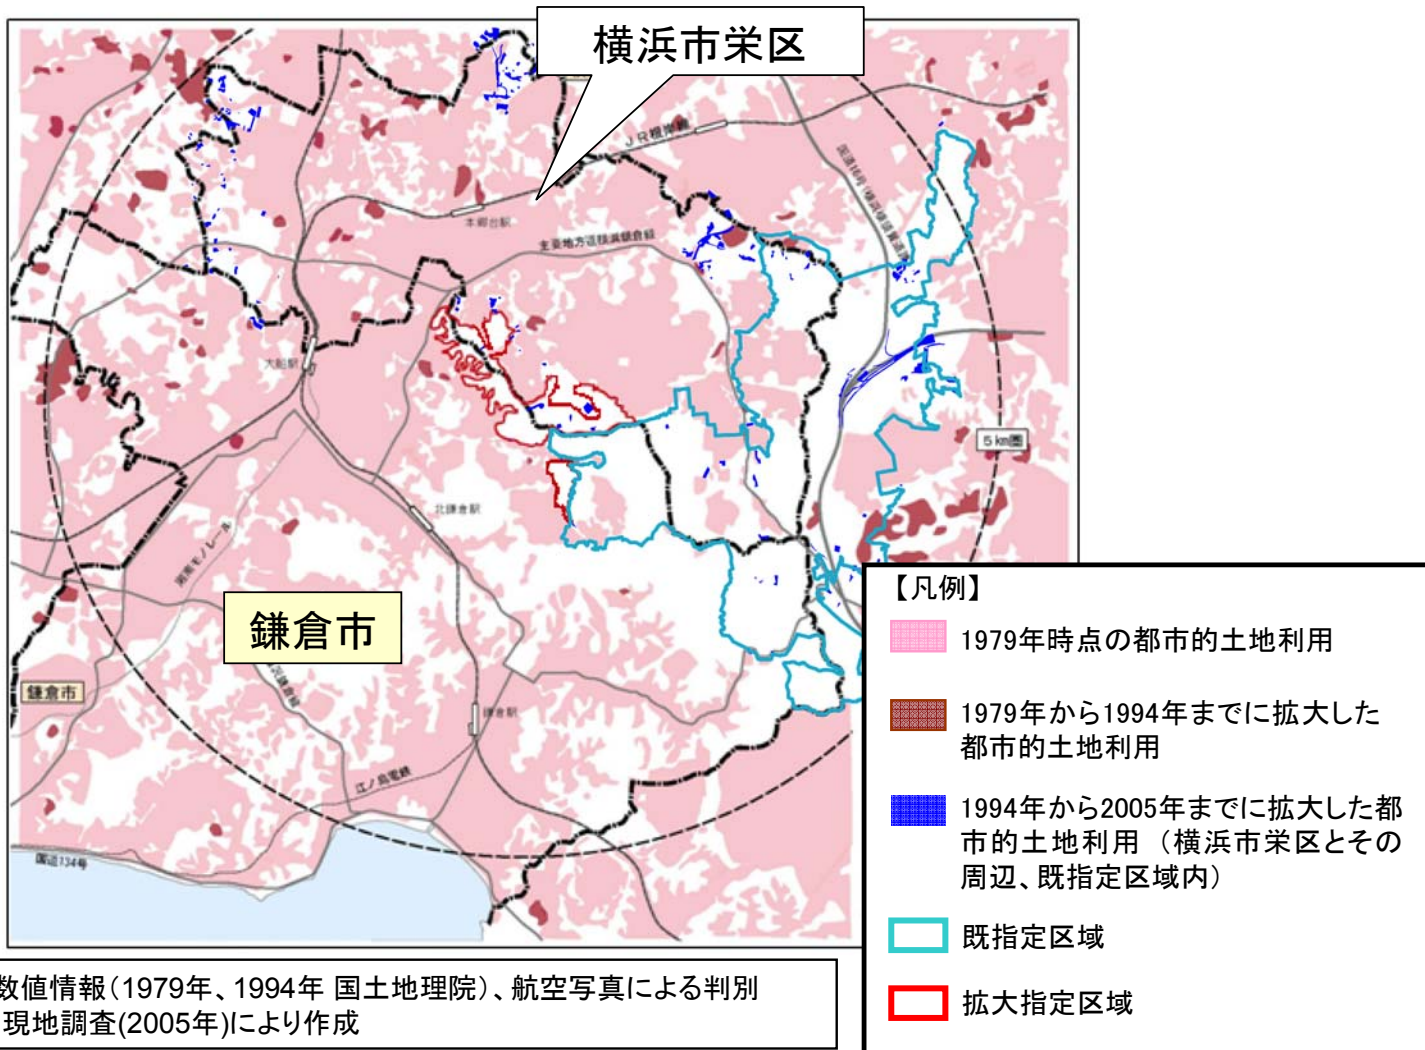 横浜市栄区
JR根岸線
国道16号(横浜横須賀道路)
本郷台駅
主要地方道横浜鎌倉線
大船駅
5km圏
北鎌倉駅
湘南モノレール
鎌倉市
鎌倉市
鎌倉駅
江ノ島電鉄
国道134号
【凡例】
1979年時点の都市的土地利用
1979年から1994年までに拡大した
都市的土地利用
1994年から2005年までに拡大した都
市的土地利用 (横浜市栄区とその
周辺、既指定区域内)
既指定区域
拡大指定区域
数値情報(1979年、1994年 国土地理院)、航空写真による判別
現地調査(2005年)により作成